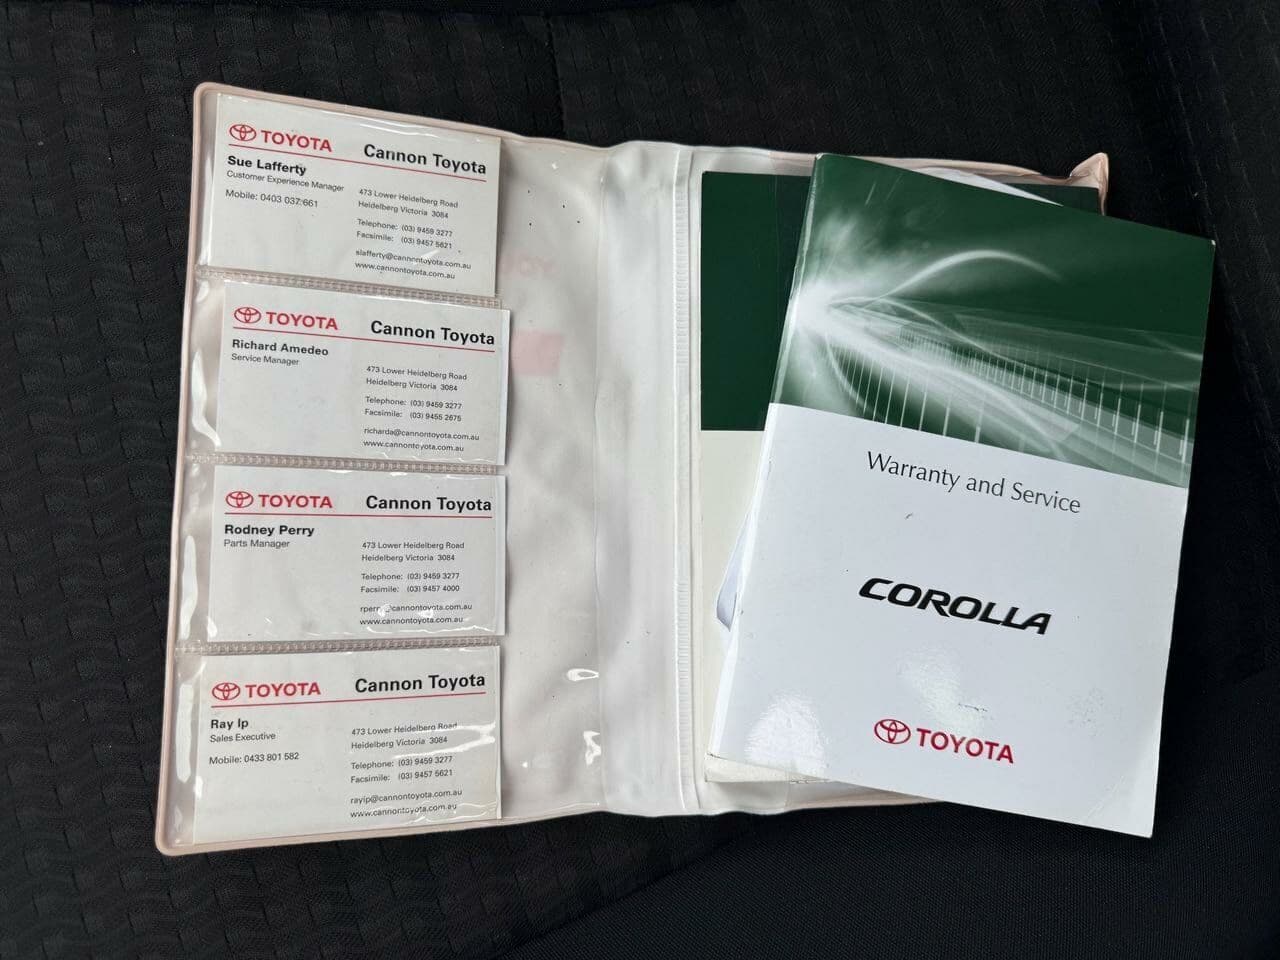 TOYOTA
Cannon Toyota
Sue Lafferty
Customer Experience Manager
Mobile: 0403 037 661
473 Lower Heidelberg Road
Heidelberg Victoria 3084
Telephone: (03) 9459 3277
Facsimile: (03) 9457 5621
slafferty@cannontoyota.com.au
www.cannontoyota.com.au
TOYOTA
Cannon Toyota
Richard Amedeo
Service Manager
473 Lower Heidelberg Road
Heidelberg Victoria 3084
Telephone: (03) 9459 3277
Facsimile: (03) 9455 2675
richarda@cannontoyota.com.au
www.cannontoyota.com.au
TOYOTA
Cannon Toyota
Rodney Perry
Parts Manager
473 Lower Heidelberg Road
Heidelberg Victoria 3084
Telephone: (03) 9459 3277
Facsimile: (03) 9457 4000
www.cannontoyota.com.au
TOYOTA
Cannon Toyota
Ray Ip
Sales Executive
Mobile: 0433 801 582
473 Lower Heidelberg Road
Heidelberg Victoria 3084
Telephone: (03) 9459 3277
Facsimile: (03) 9457 5621
rayip@cannontoyota.com.au
www.cannontoyota.com.au
Warranty and Service
COROLLA
TOYOTA